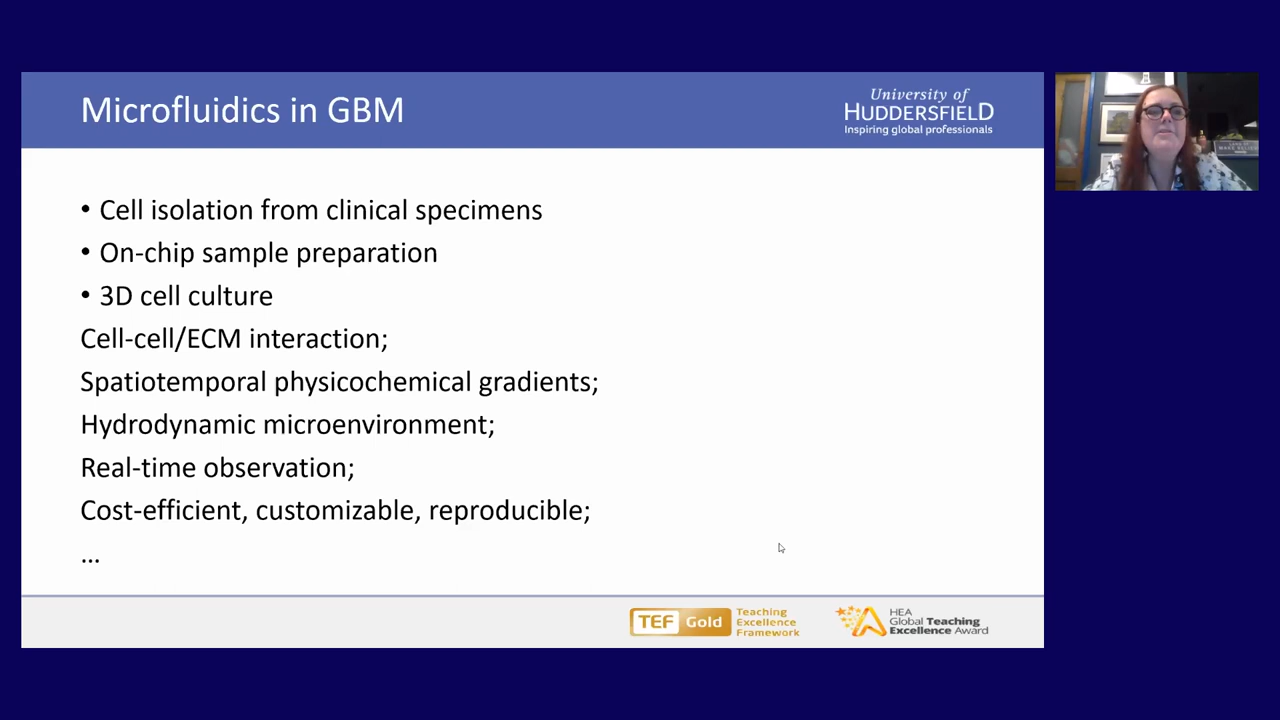 Microfluidics in GBM
University of
HUDDERSFIELD
Inspiring global professionals
• Cell isolation from clinical specimens
• On-chip sample preparation
• 3D cell culture
Cell-cell/ECM interaction;
Spatiotemporal physicochemical gradients;
Hydrodynamic microenvironment;
Real-time observation;
Cost-efficient, customizable, reproducible;
...
TEF Gold
Teaching
Excellence
Framework
HEA
Global Teaching
Excellence Award